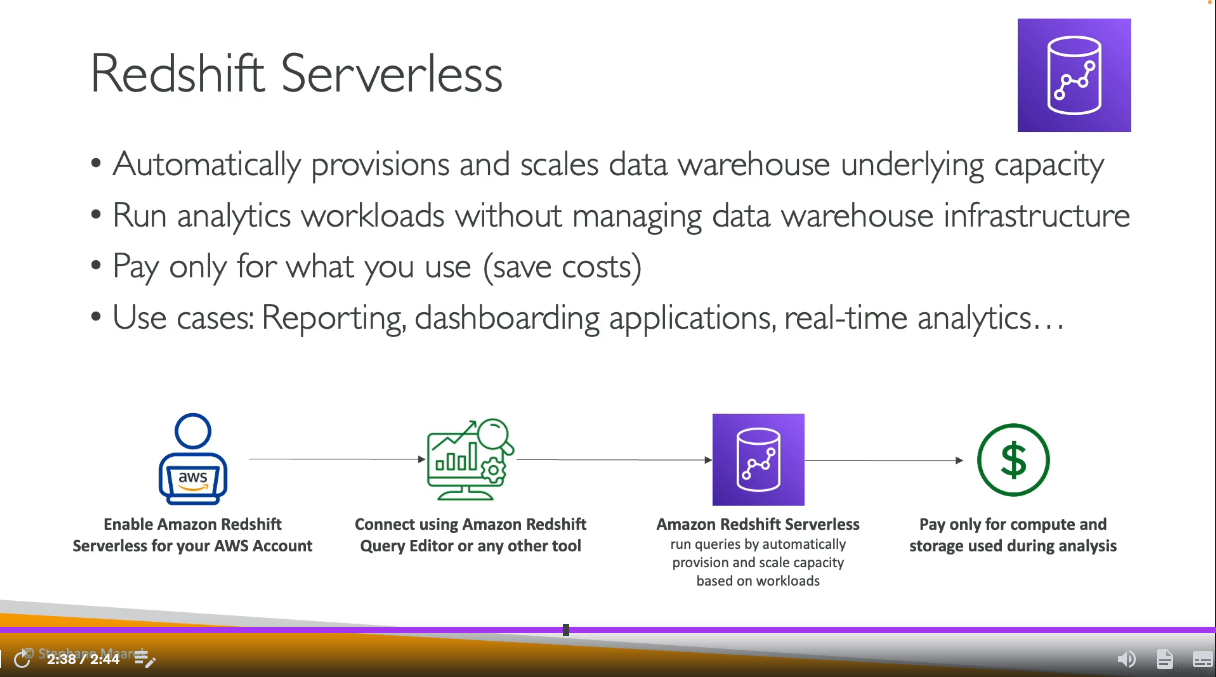 Redshift Serverless
• Automatically provisions and scales data warehouse underlying capacity
• Run analytics workloads without managing data warehouse infrastructure
• Pay only for what you use (save costs)
• Use cases: Reporting, dashboarding applications, real-time analytics…
aws
Enable Amazon Redshift
Serverless for your AWS Account
Connect using Amazon Redshift
Query Editor or any other tool
Amazon Redshift Serverless
run queries by automatically
provision and scale capacity
based on workloads
$
Pay only for compute and
storage used during analysis
© Stephane
2:38 / 2:44